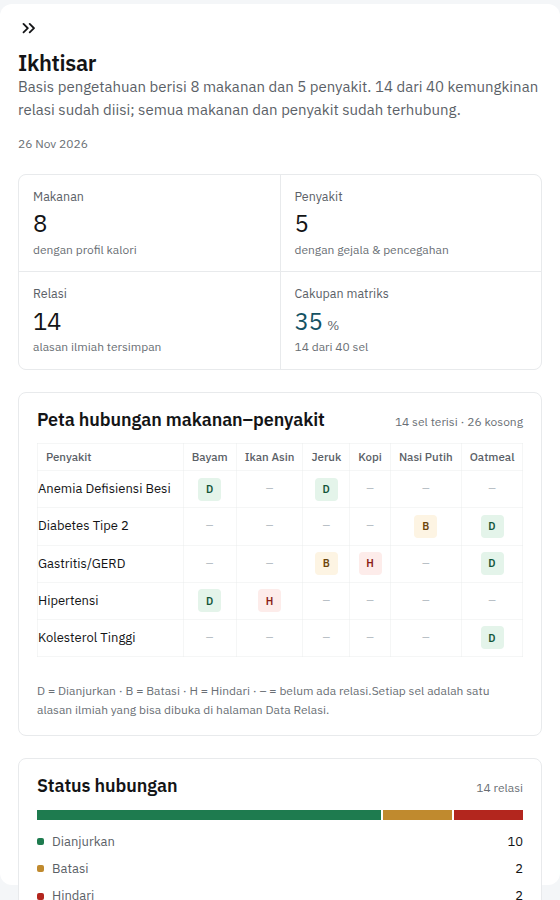 Ikhtisar
Basis pengetahuan berisi 8 makanan dan 5 penyakit. 14 dari 40 kemungkinan
relasi sudah diisi; semua makanan dan penyakit sudah terhubung.
26 Nov 2026
Makanan
8
dengan profil kalori
Penyakit
5
dengan gejala & pencegahan
Relasi
14
alasan ilmiah tersimpan
Cakupan matriks
35 %
14 dari 40 sel
Peta hubungan makanan–penyakit
14 sel terisi · 26 kosong
Penyakit Bayam Ikan Asin Jeruk Kopi Nasi Putih Oatmeal
Anemia Defisiensi Besi D – D – – –
Diabetes Tipe 2 – – – – B D
Gastritis/GERD – – B H – D
Hipertensi D H – – – –
Kolesterol Tinggi – – – – – D
D = Dianjurkan · B = Batasi · H = Hindari · – = belum ada relasi.Setiap sel adalah satu
alasan ilmiah yang bisa dibuka di halaman Data Relasi.
Status hubungan
14 relasi
Dianjurkan 10
Batasi 2
Hindari 2